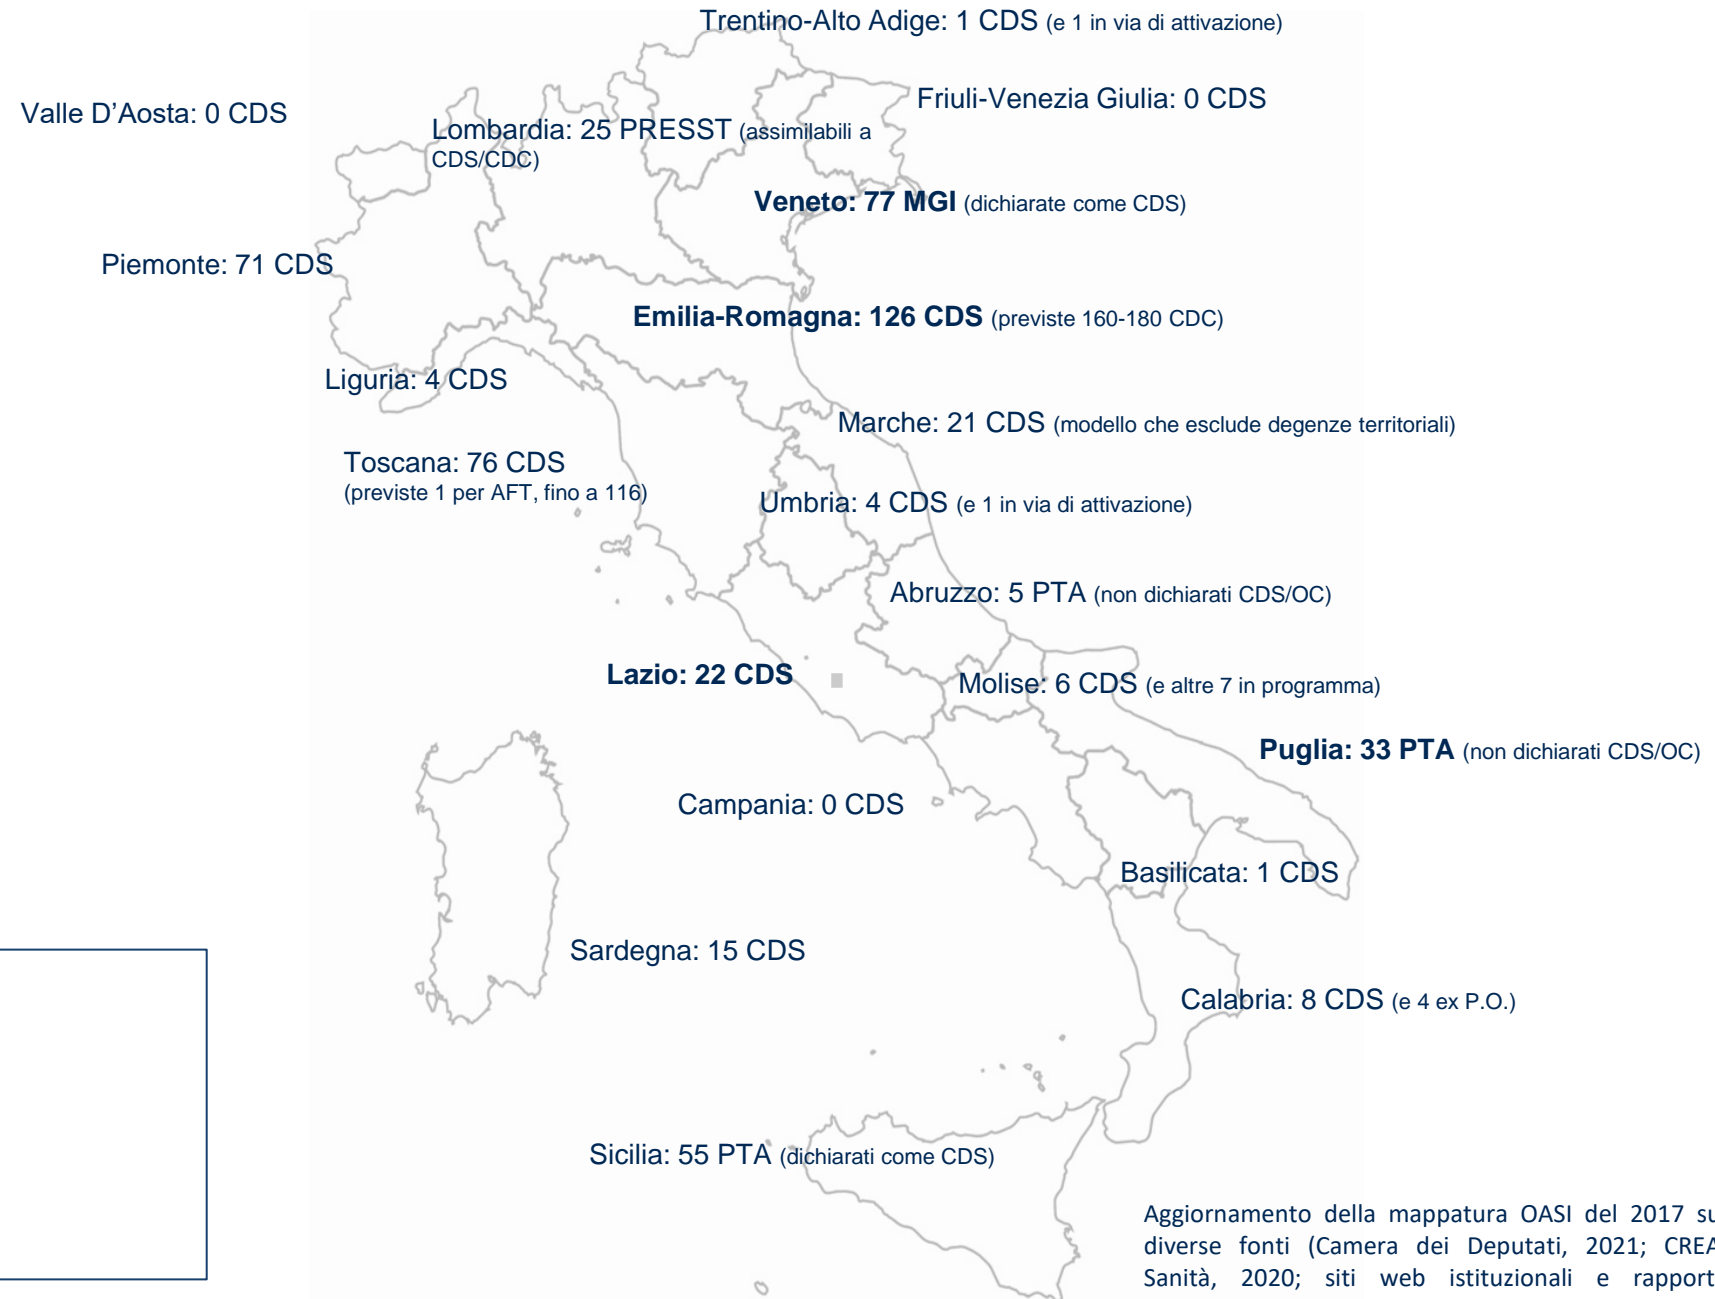 Trentino-Alto Adige: 1 CDS (e 1 in via di attivazione)
Valle D'Aosta: 0 CDS
Friuli-Venezia Giulia: 0 CDS
Lombardia: 25 PRESST (assimilabili a
CDS/CDC)
Veneto: 77 MGI (dichiarate come CDS)
Piemonte: 71 CDS
Emilia-Romagna: 126 CDS (previste 160-180 CDC)
Liguria: 4 CDS
Marche: 21 CDS (modello che esclude degenze territoriali)
Toscana: 76 CDS
(previste 1 per AFT, fino a 116)
Umbria: 4 CDS (e 1 in via di attivazione)
Abruzzo: 5 PTA (non dichiarati CDS/OC)
Lazio: 22 CDS
Molise: 6 CDS (e altre 7 in programma)
Puglia: 33 PTA (non dichiarati CDS/OC)
Campania: 0 CDS
Basilicata: 1 CDS
Sardegna: 15 CDS
Calabria: 8 CDS (e 4 ex P.O.)
Sicilia: 55 PTA (dichiarati come CDS)
Aggiornamento della mappatura OASI del 2017 su
diverse fonti (Camera dei Deputati, 2021; CREA
Sanità, 2020; siti web istituzionali e rapport